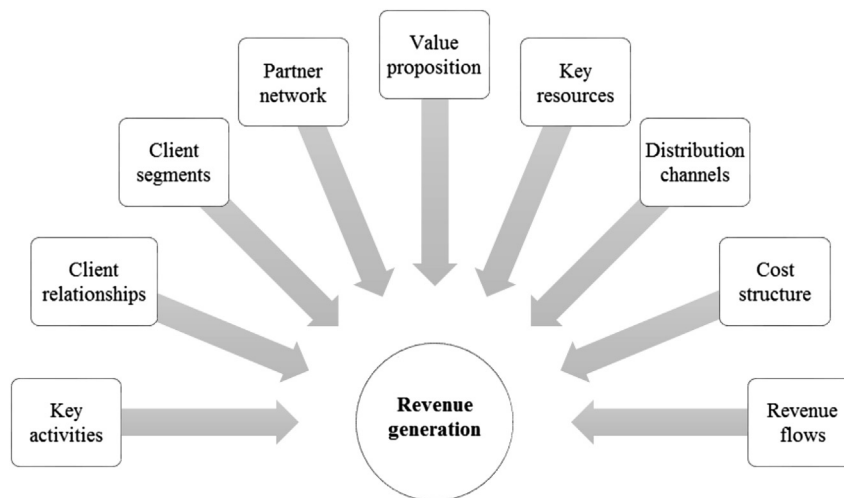 Value
proposition
Partner
network
Key
resources
Client
segments
Distribution
channels
Client
relationships
Cost
structure
Key
activities
Revenue
generation
Revenue
flows